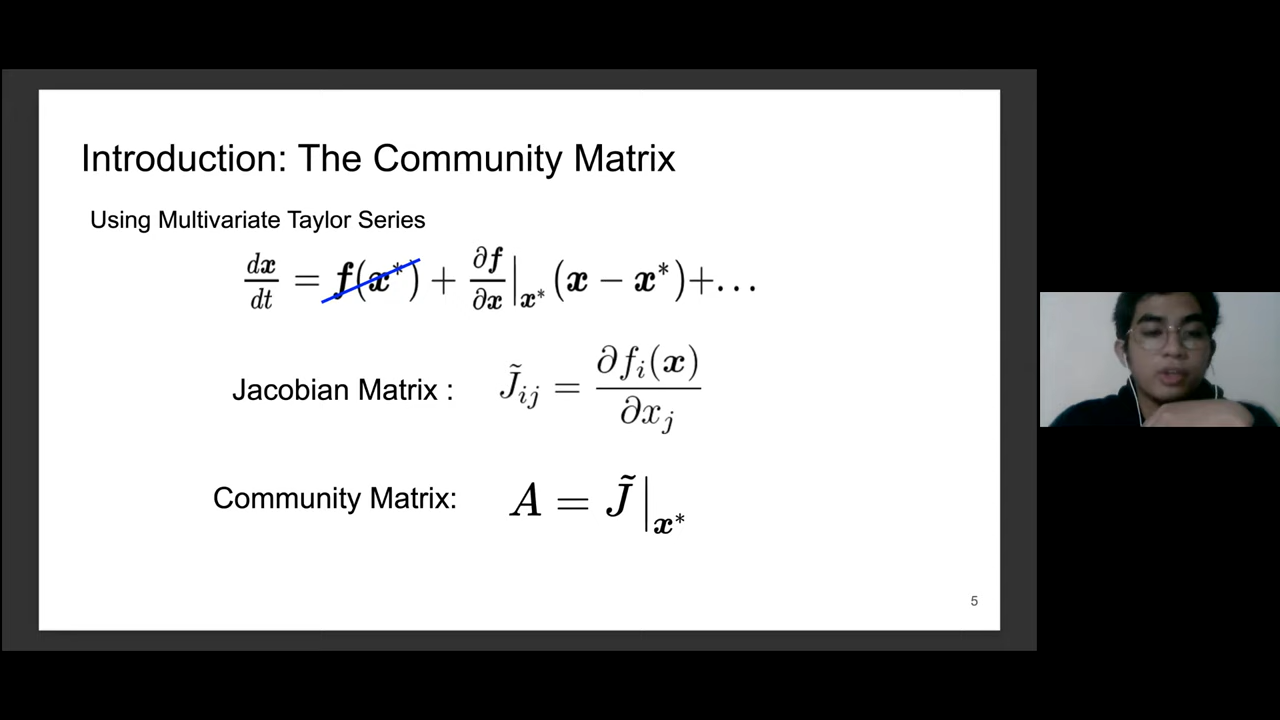 Introduction: The Community Matrix
Using Multivariate Taylor Series
d𝒙/dt = 𝒇(𝒙*) + ∂𝒇/∂𝒙|𝒙* (𝒙 − 𝒙*)+...
Jacobian Matrix : J̃ᵢⱼ = ∂fᵢ(𝒙)/∂xⱼ
Community Matrix: A = J̃|𝒙*
5